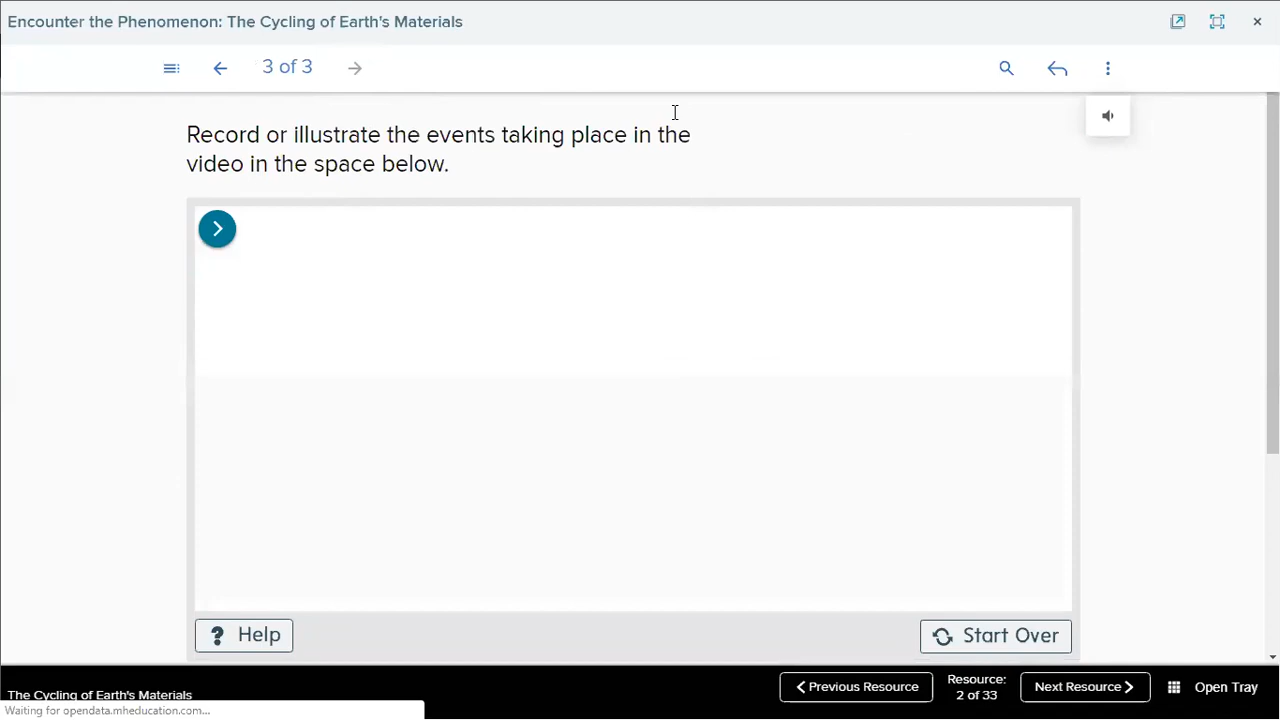 Encounter the Phenomenon: The Cycling of Earth's Materials
3 of 3
Record or illustrate the events taking place in the
video in the space below.
? Help
Start Over
The Cycling of Earth's Materials
Previous Resource
Resource:
2 of 33
Next Resource
Open Tray
Waiting for opendata.mheducation.com...